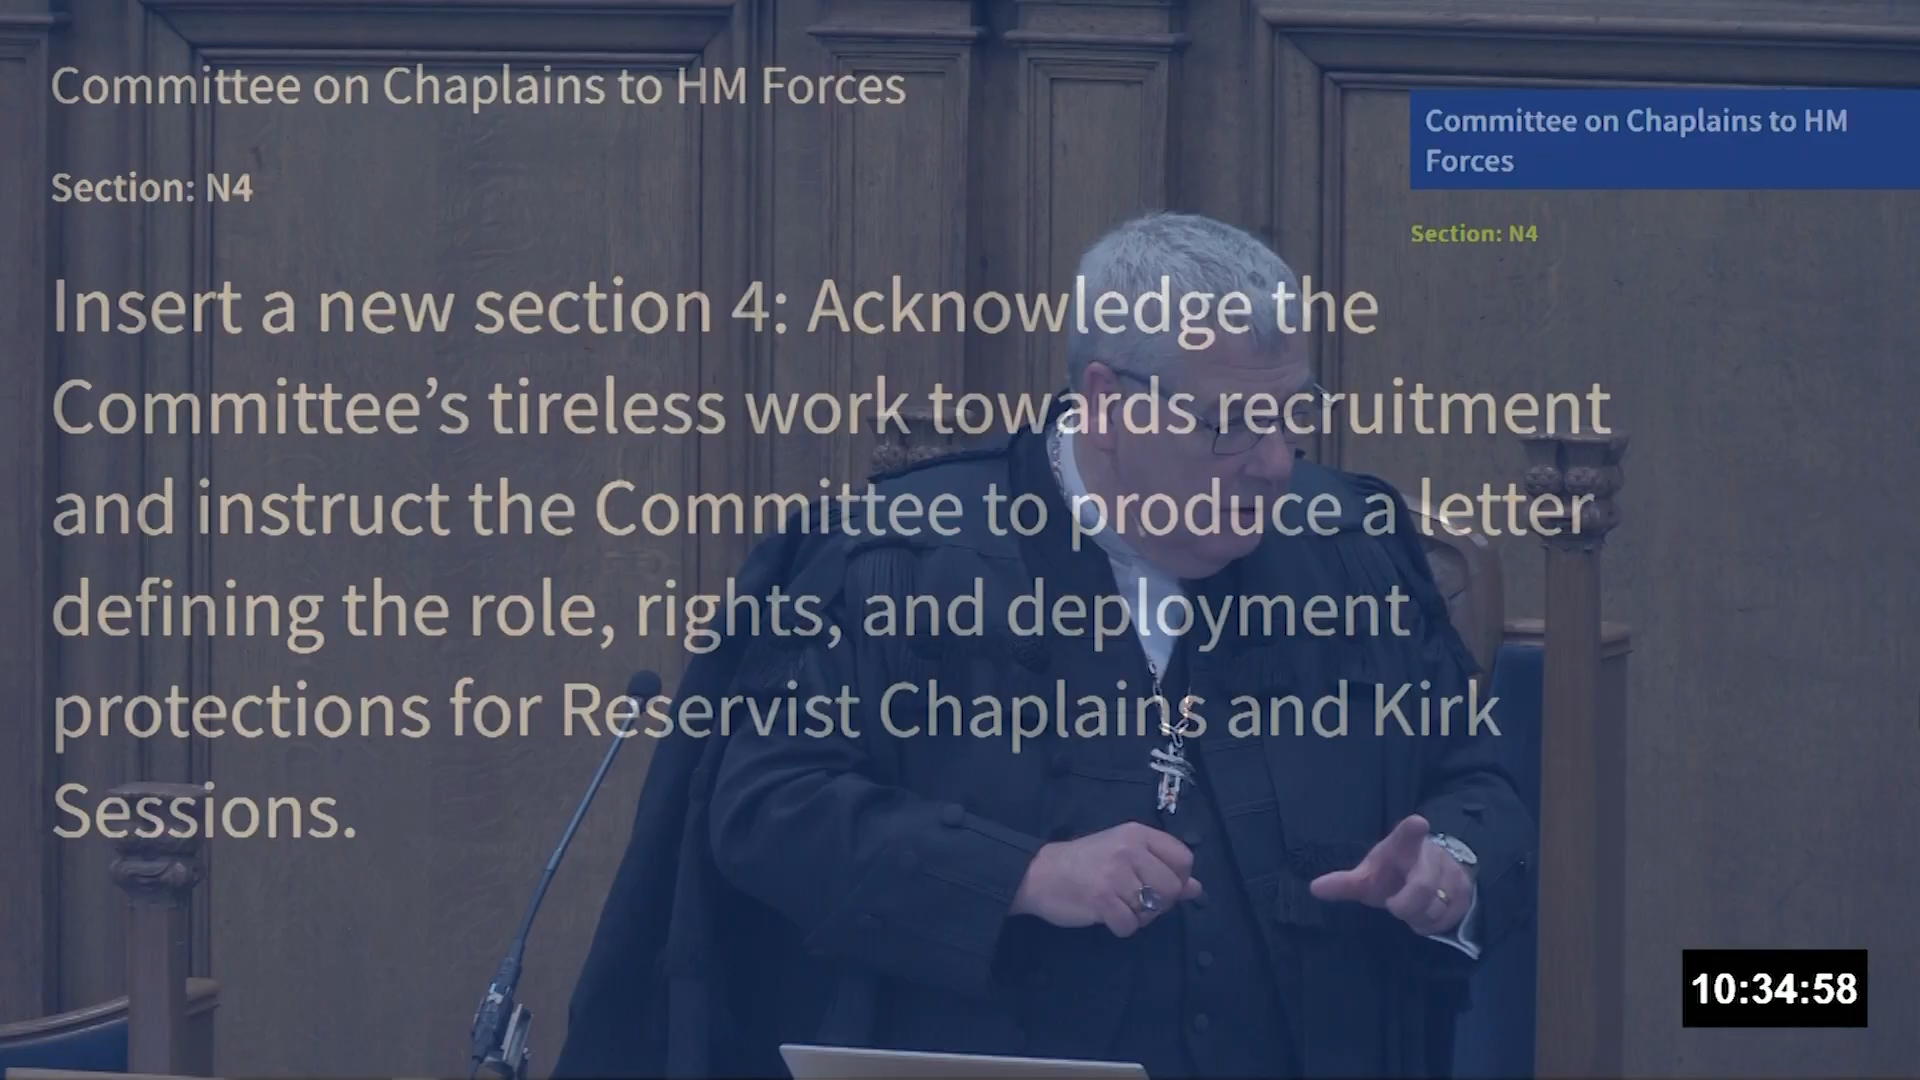 Committee on Chaplains to HM Forces
Section: N4
Insert a new section 4: Acknowledge the
Committee’s tireless work towards recruitment
and instruct the Committee to produce a letter
defining the role, rights, and deployment
protections for Reservist Chaplains and Kirk
Sessions.
Committee on Chaplains to HM
Forces
Section: N4
10:34:58